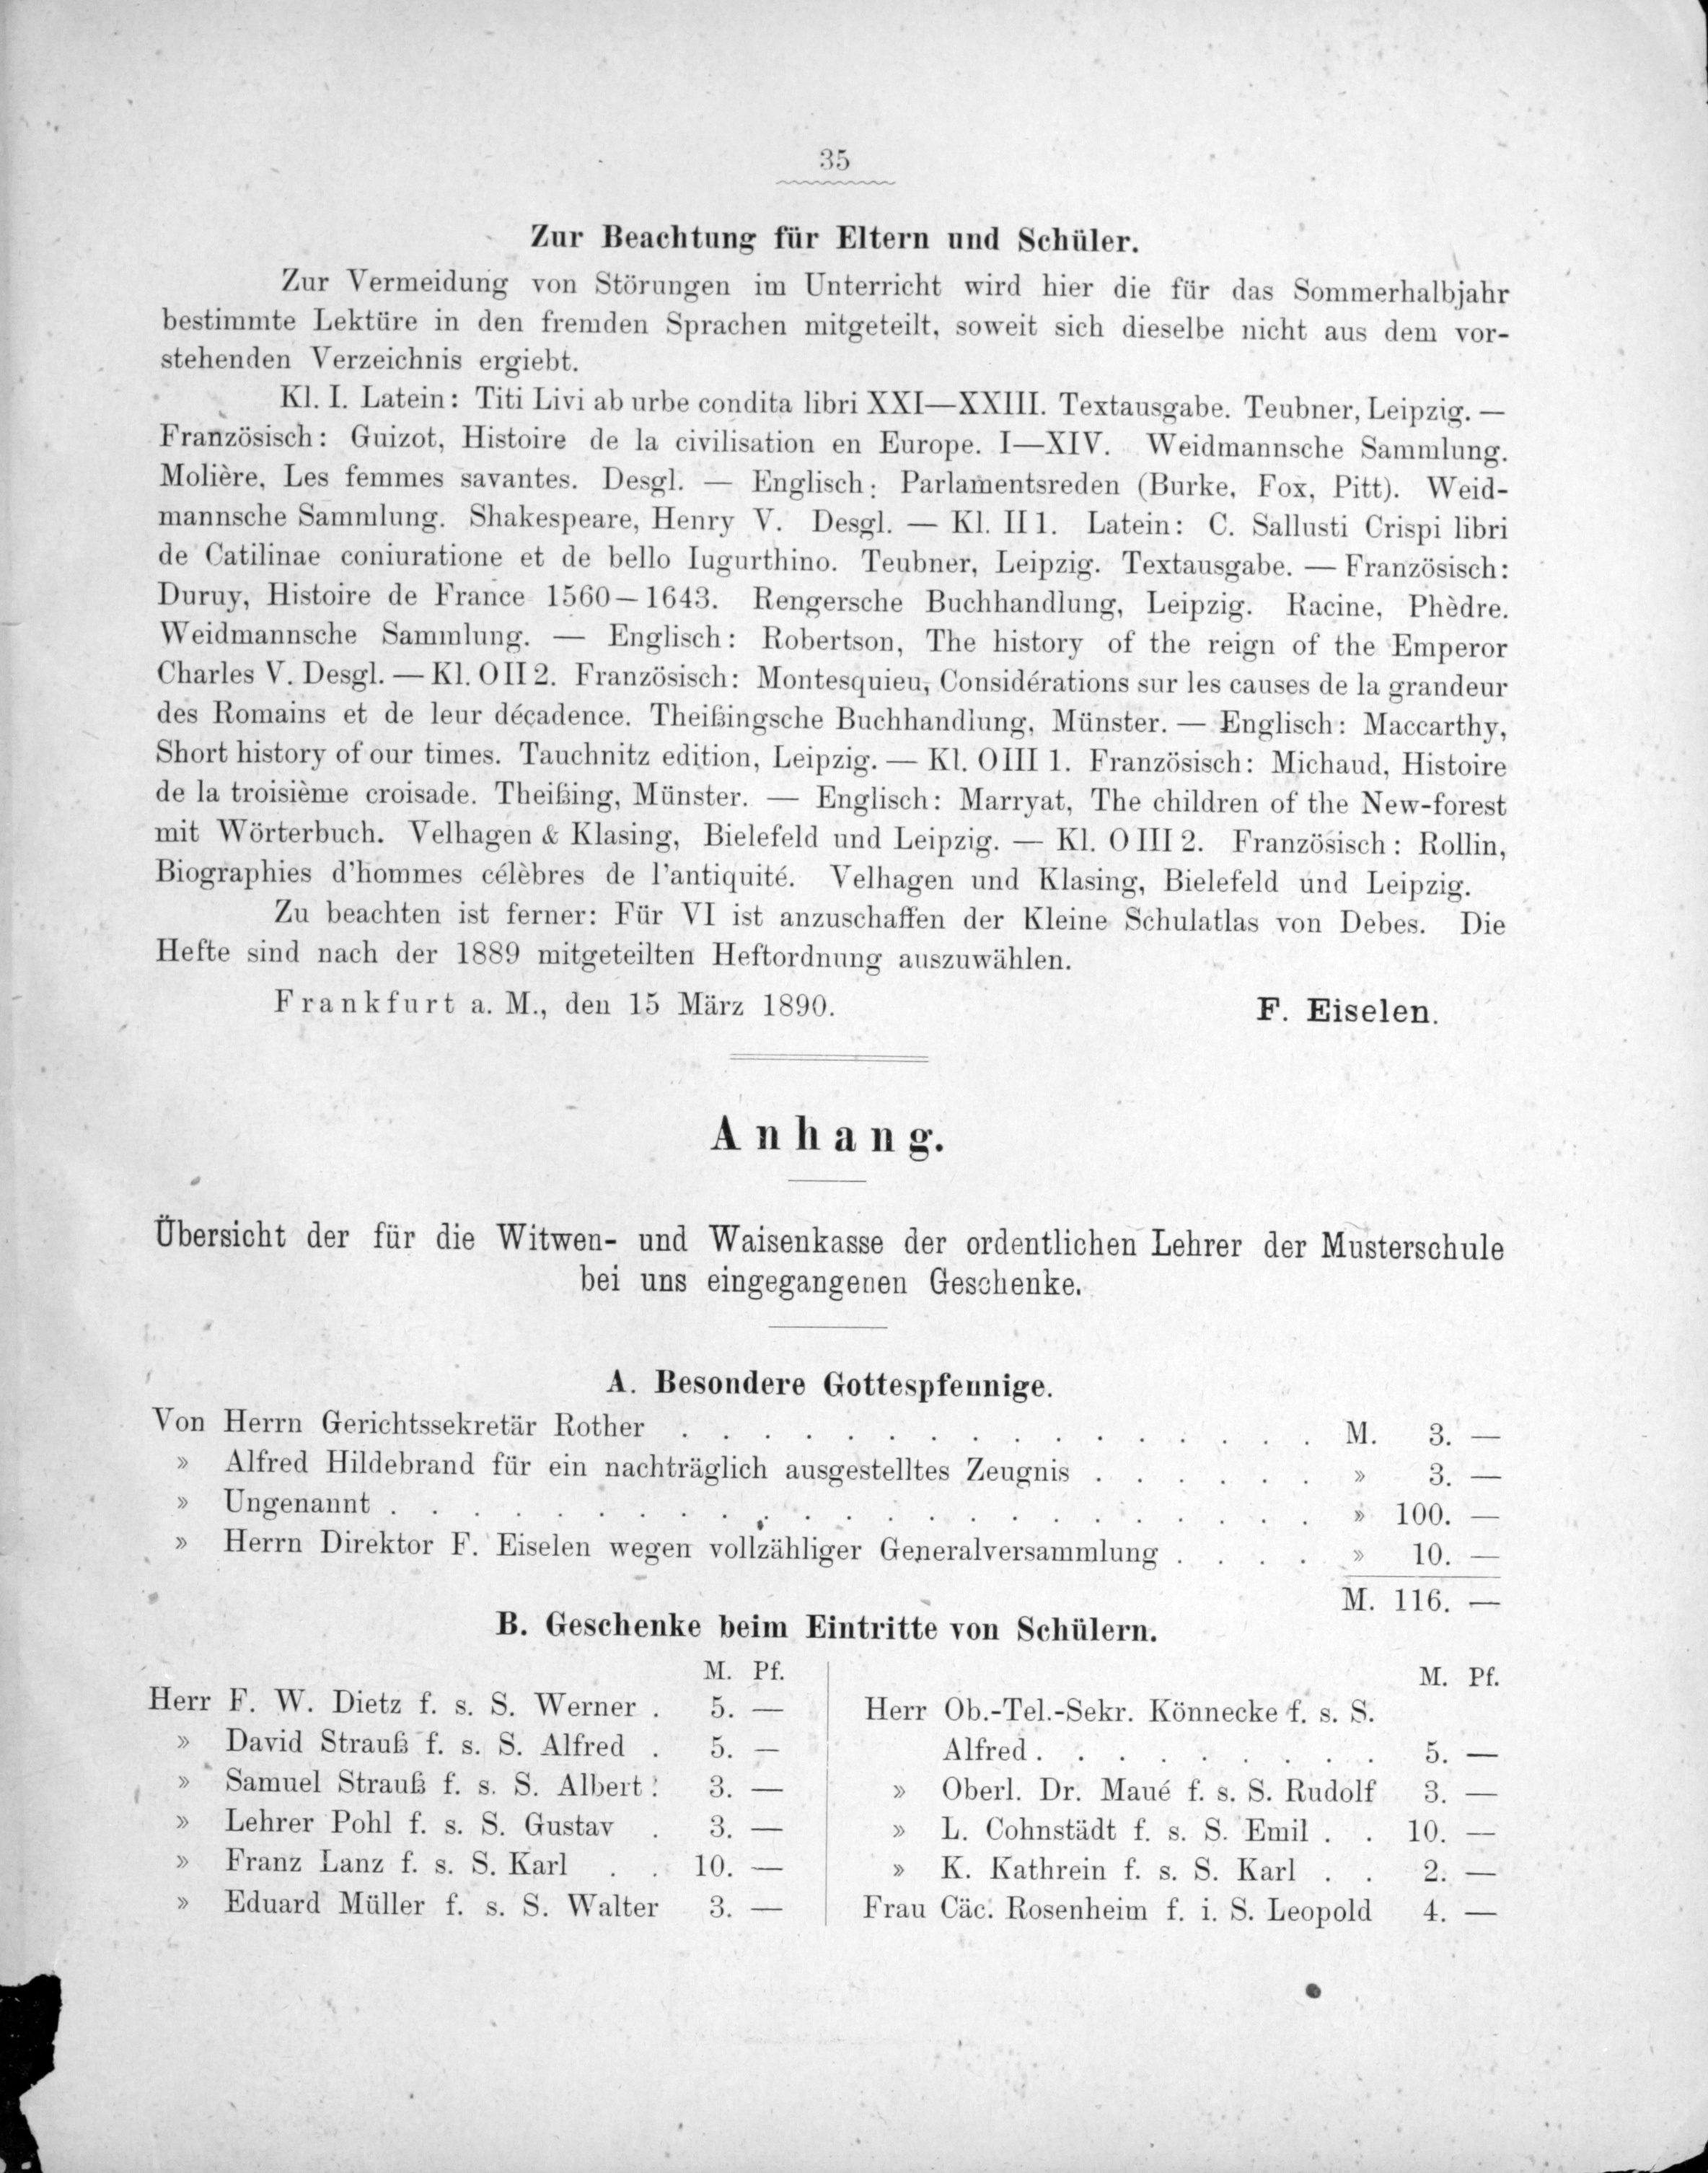 35
Zur Beachtung für Eltern und Schüler.
Zur Vermeidung von Störungen im Unterricht wird hier die für das Sommerhalbjahr
bestimmte Lektüre in den fremden Sprachen mitgeteilt, soweit sich dieselbe nicht aus dem vor-
stehenden Verzeichnis ergiebt.
Kl. I. Latein: Titi Livi ab urbe condita libri XXI—XXIII. Textausgabe. Teubner, Leipzig. —
Französisch: Guizot, Histoire de la civilisation en Europe. I—XIV. Weidmannsche Sammlung.
Molière, Les femmes savantes. Desgl. — Englisch: Parlamentsreden (Burke, Fox, Pitt). Weid-
mannsche Sammlung. Shakespeare, Henry V. Desgl. — Kl. II 1. Latein: C. Sallusti Crispi libri
de Catilinae coniuratione et de bello Iugurthino. Teubner, Leipzig. Textausgabe. — Französisch:
Duruy, Histoire de France 1560—1643. Rengersche Buchhandlung, Leipzig. Racine, Phèdre.
Weidmannsche Sammlung. — Englisch: Robertson, The history of the reign of the Emperor
Charles V. Desgl. — Kl. O II 2. Französisch: Montesquieu, Considérations sur les causes de la grandeur
des Romains et de leur décadence. Theißingsche Buchhandlung, Münster. — Englisch: Maccarthy,
Short history of our times. Tauchnitz edition, Leipzig. — Kl. O III 1. Französisch: Michaud, Histoire
de la troisième croisade. Theißing, Münster. — Englisch: Marryat, The children of the New-forest
mit Wörterbuch. Velhagen & Klasing, Bielefeld und Leipzig. — Kl. O III 2. Französisch: Rollin,
Biographies d'hommes célèbres de l'antiquité. Velhagen und Klasing, Bielefeld und Leipzig.
Zu beachten ist ferner: Für VI ist anzuschaffen der Kleine Schulatlas von Debes. Die
Hefte sind nach der 1889 mitgeteilten Heftordnung auszuwählen.
Frankfurt a. M., den 15 März 1890. F. Eiselen.
Anhang.
Übersicht der für die Witwen- und Waisenkasse der ordentlichen Lehrer der Musterschule
bei uns eingegangenen Geschenke.
A. Besondere Gottespfennige.
Von Herrn Gerichtssekretär Rother . . . . . . . . . . . . . . . . M. 3. —
» Alfred Hildebrand für ein nachträglich ausgestelltes Zeugnis . . . . . . » 3. —
» Ungenannt . . . . . . . . . . . . . . . . . . . . . . . » 100. —
» Herrn Direktor F. Eiselen wegen vollzähliger Generalversammlung . . . . » 10. —
M. 116. —
B. Geschenke beim Eintritte von Schülern.
M. Pf.
Herr F. W. Dietz f. s. S. Werner . 5. —
» David Strauß f. s. S. Alfred . 5. —
» Samuel Strauß f. s. S. Albert . 3. —
» Lehrer Pohl f. s. S. Gustav . 3. —
» Franz Lanz f. s. S. Karl . . 10. —
» Eduard Müller f. s. S. Walter 3. —
M. Pf.
Herr Ob.-Tel.-Sekr. Könnecke f. s. S.
Alfred . . . . . . . . . 5. —
» Oberl. Dr. Maué f. s. S. Rudolf 3. —
» L. Cohnstädt f. s. S. Emil . . 10. —
» K. Kathrein f. s. S. Karl . . 2. —
Frau Cäc. Rosenheim f. i. S. Leopold 4. —